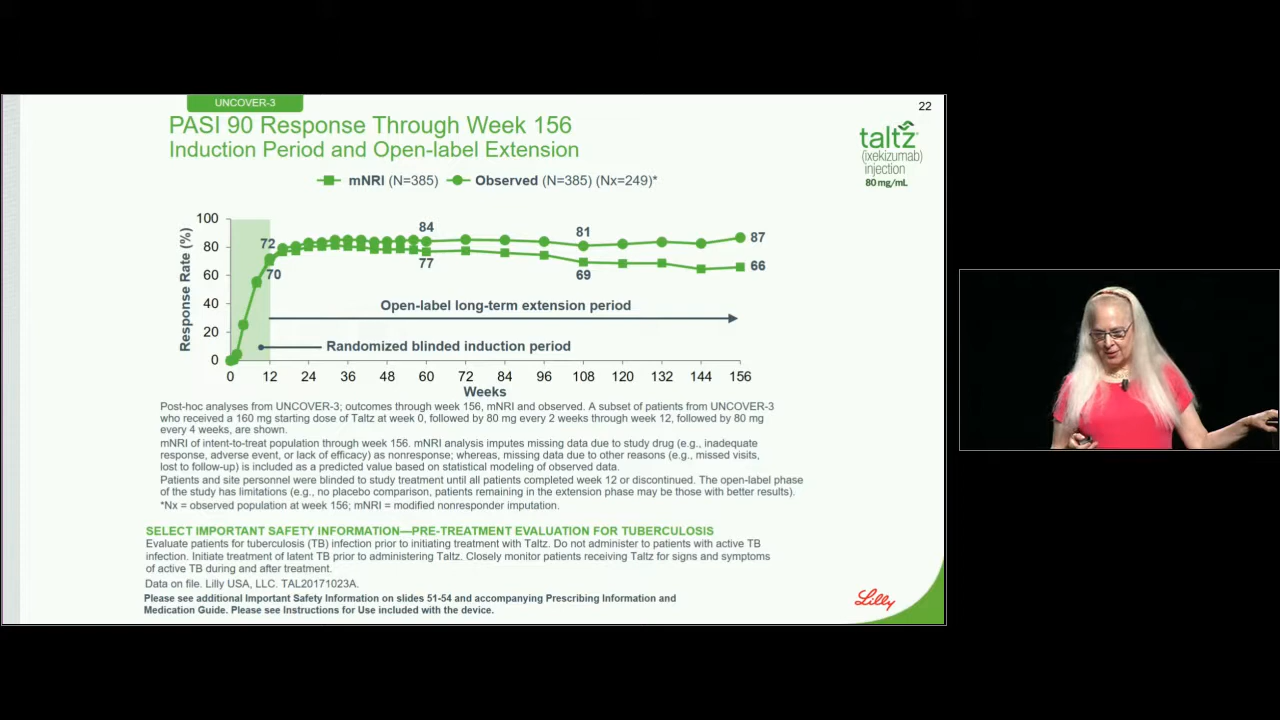 UNCOVER-3
22
PASI 90 Response Through Week 156
Induction Period and Open-label Extension
taltz
(ixekizumab)
injection
80 mg/mL
mNRI (N=385) Observed (N=385) (Nx=249)*
Response Rate (%)
100
80
60
40
20
0
72
70
84
77
81
69
87
66
Open-label long-term extension period
Randomized blinded induction period
0 12 24 36 48 60 72 84 96 108 120 132 144 156
Weeks
Post-hoc analyses from UNCOVER-3; outcomes through week 156, mNRI and observed. A subset of patients from UNCOVER-3
who received a 160 mg starting dose of Taltz at week 0, followed by 80 mg every 2 weeks through week 12, followed by 80 mg
every 4 weeks, are shown.
mNRI of intent-to-treat population through week 156. mNRI analysis imputes missing data due to study drug (e.g., inadequate
response, adverse event, or lack of efficacy) as nonresponse; whereas, missing data due to other reasons (e.g., missed visits,
lost to follow-up) is included as a predicted value based on statistical modeling of observed data.
Patients and site personnel were blinded to study treatment until all patients completed week 12 or discontinued. The open-label phase
of the study has limitations (e.g., no placebo comparison, patients remaining in the extension phase may be those with better results).
*Nx = observed population at week 156; mNRI = modified nonresponder imputation.
SELECT IMPORTANT SAFETY INFORMATION—PRE-TREATMENT EVALUATION FOR TUBERCULOSIS
Evaluate patients for tuberculosis (TB) infection prior to initiating treatment with Taltz. Do not administer to patients with active TB
infection. Initiate treatment of latent TB prior to administering Taltz. Closely monitor patients receiving Taltz for signs and symptoms
of active TB during and after treatment.
Data on file. Lilly USA, LLC. TAL20171023A.
Please see additional Important Safety Information on slides 51-54 and accompanying Prescribing Information and
Medication Guide. Please see Instructions for Use included with the device.
Lilly